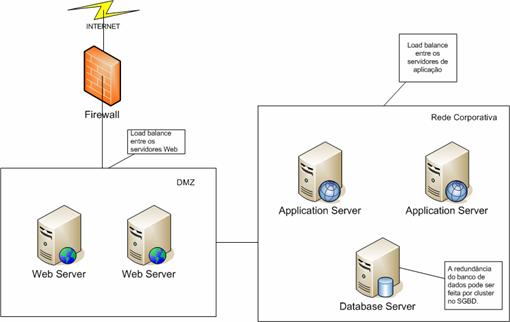 INTERNET
Firewall
Load balance
entre os
servidores Web
DMZ
Web Server
Web Server
Load balance
entre os
servidores de
aplicação
Rede Corporativa
Application Server
Application Server
Database Server
A redundância
do banco de
dados pode ser
feita por cluster
no SGBD.